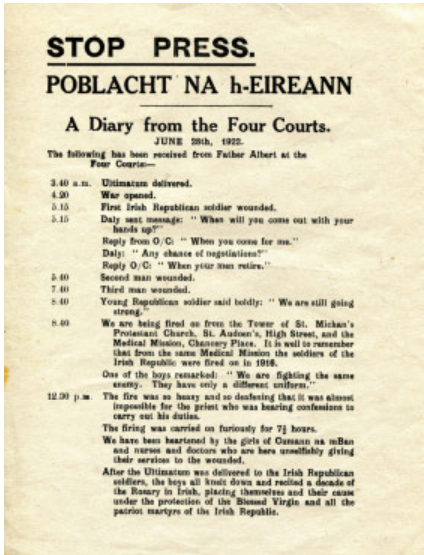 STOP PRESS.
POBLACHT NA h-EIREANN
A Diary from the Four Courts.
JUNE 28th, 1922.
The following has been received from Father Albert at the
Four Courts:—
3.40 a.m. Ultimatum delivered.
4.20 War opened.
5.15 First Irish Republican soldier wounded.
5.15 Daly sent message: "When will you come out with your
hands up?"
Reply from O/C: "When you come for me."
Daly: "Any chance of negotiations?"
Reply O/C: "When your men retire."
5.40 Second man wounded.
7.40 Third man wounded.
8.40 Young Republican soldier said boldly: "We are still going
strong."
8.40 We are being fired on from the Tower of St. Michan's
Protestant Church, St. Audoen's, High Street, and the
Medical Mission, Chancery Place. It is well to remember
that from the same Medical Mission the soldiers of the
Irish Republic were fired on in 1916.
One of the boys remarked: "We are fighting the same
enemy. They have only a different uniform."
12.30 p.m. The fire was so heavy and so deafening that it was almost
impossible for the priest who was hearing confessions to
carry out his duties.
The firing was carried on furiously for 7½ hours.
We have been heartened by the girls of Cumann na mBan
and nurses and doctors who are here unselfishly giving
their services to the wounded.
After the Ultimatum was delivered to the Irish Republican
soldiers, the boys all knelt down and recited a decade of
the Rosary in Irish, placing themselves and their cause
under the protection of the Blessed Virgin and all the
patriot martyrs of the Irish Republic.